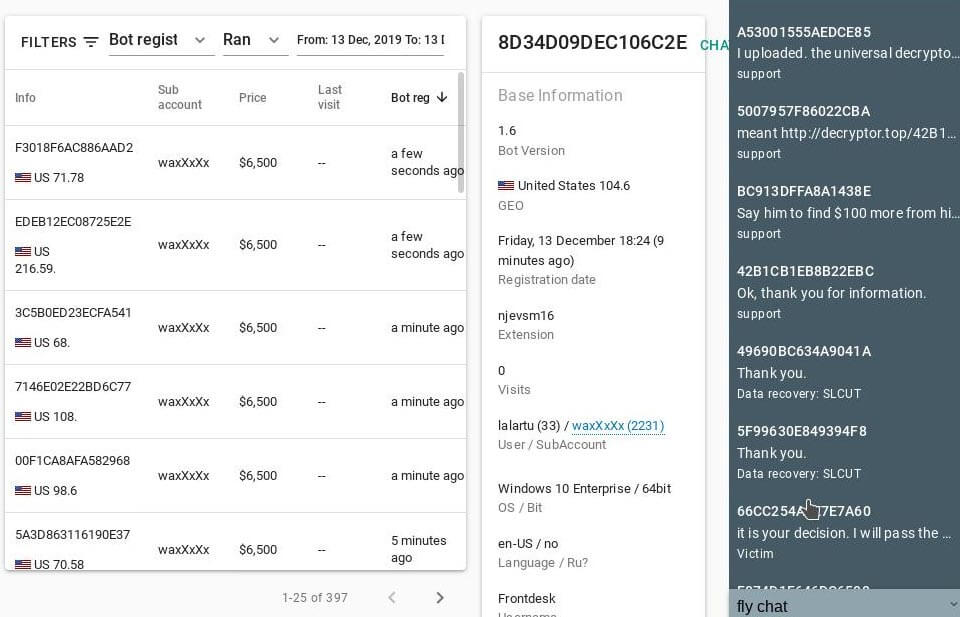 FILTERS Bot regist Ran From: 13 Dec, 2019 To: 13 D
Info Sub account Price Last visit Bot reg
F3018F6AC886AAD2
US 71.78
waxXxXx $6,500 -- a few seconds ago
EDEB12EC08725E2E
US
216.59.
waxXxXx $6,500 -- a few seconds ago
3C5B0ED23ECFA541
US 68.
waxXxXx $6,500 -- a minute ago
7146E02E22BD6C77
US 108.
waxXxXx $6,500 -- a minute ago
00F1CA8AFA582968
US 98.6
waxXxXx $6,500 -- a minute ago
5A3D863116190E37
US 70.58
waxXxXx $6,500 -- 5 minutes ago
1-25 of 397
8D34D09DEC106C2E CHA
Base Information
1.6
Bot Version
United States 104.6
GEO
Friday, 13 December 18:24 (9
minutes ago)
Registration date
njevsm16
Extension
0
Visits
lalartu (33) / waxXxXx (2231)
User / SubAccount
Windows 10 Enterprise / 64bit
OS / Bit
en-US / no
Language / Ru?
Frontdesk
Username
A53001555AEDCE85
I uploaded. the universal decrypto...
support
5007957F86022CBA
meant http://decryptor.top/42B1...
support
BC913DFFA8A1438E
Say him to find $100 more from hi...
support
42B1CB1EB8B22EBC
Ok, thank you for information.
support
49690BC634A9041A
Thank you.
Data recovery: SLCUT
5F99630E849394F8
Thank you.
Data recovery: SLCUT
it is your decision. I will pass the ...
Victim
fly chat